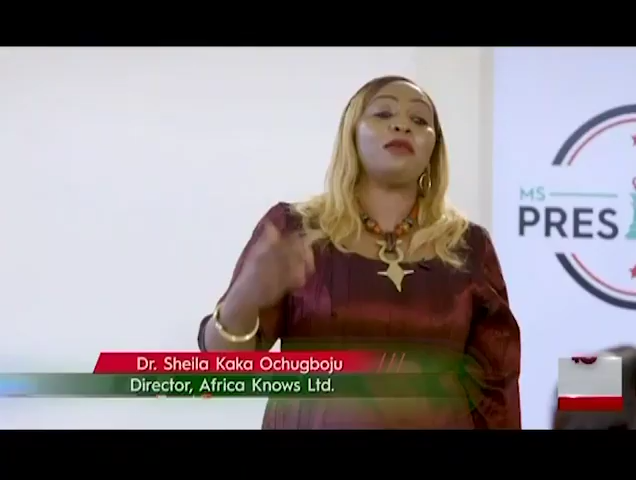 MS
PRES
Dr. Sheila Kaka Ochugboju
Director, Africa Knows Ltd.